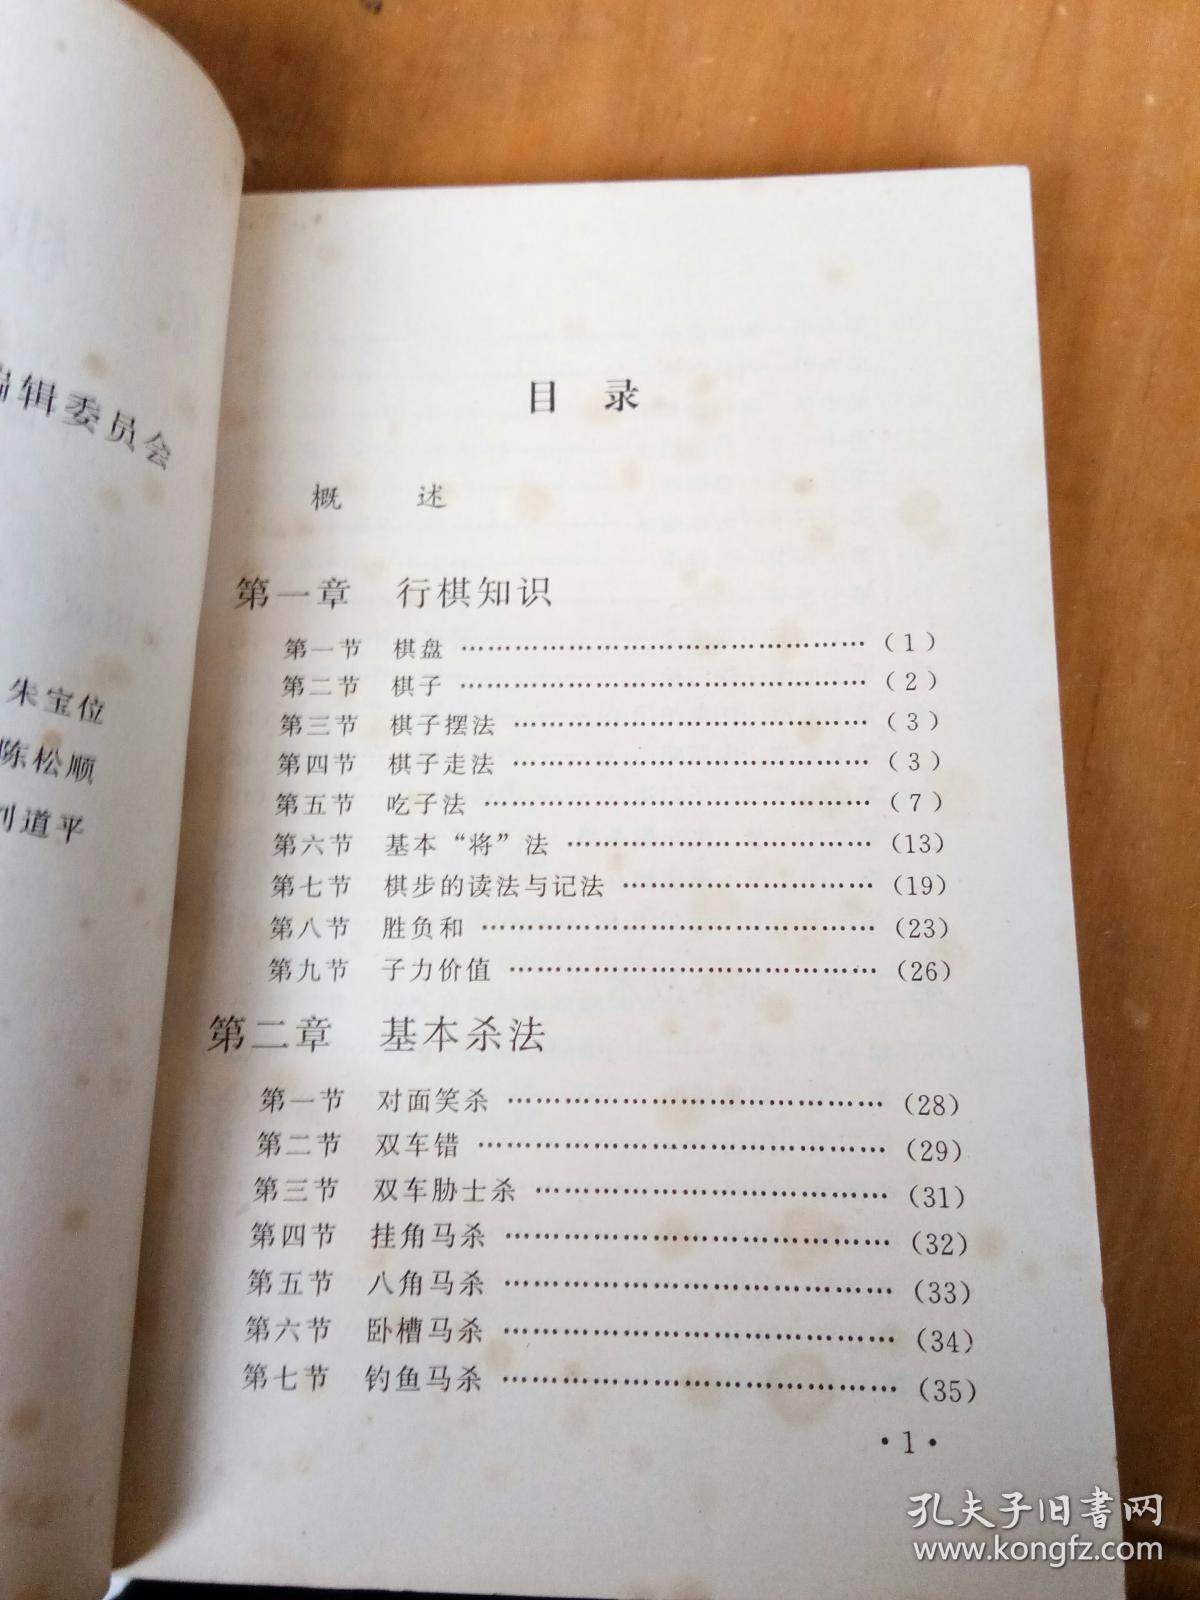 编辑委员会
朱宝位
陈松顺
刘道平
目 录
概 述
第一章 行棋知识
第一节 棋盘 ……………………………………… (1)
第二节 棋子 ……………………………………… (2)
第三节 棋子摆法 ………………………………… (3)
第四节 棋子走法 ………………………………… (3)
第五节 吃子法 …………………………………… (7)
第六节 基本“将”法 …………………………… (13)
第七节 棋步的读法与记法 ……………………… (19)
第八节 胜负和 …………………………………… (23)
第九节 子力价值 ………………………………… (26)
第二章 基本杀法
第一节 对面笑杀 ………………………………… (28)
第二节 双车错 …………………………………… (29)
第三节 双车胁士杀 ……………………………… (31)
第四节 挂角马杀 ………………………………… (32)
第五节 八角马杀 ………………………………… (33)
第六节 卧槽马杀 ………………………………… (34)
第七节 钓鱼马杀 ………………………………… (35)
·1·
孔夫子旧书网
www.kongfz.com